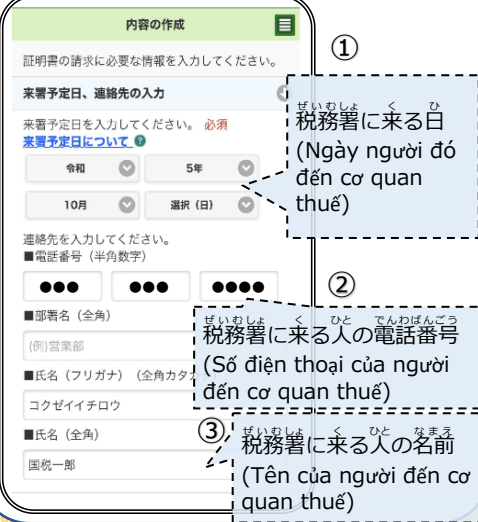 内容の作成
証明書の請求に必要な情報を入力してください。
来署予定日、連絡先の入力
来署予定日を入力してください。 必須
来署予定日について ?
令和 5年
10月 選択（日）
連絡先を入力してください。
■電話番号（半角数字）
●●● ●●● ●●●●
■部署名（全角）
(例)営業部
■氏名（フリガナ）（全角カタカ
コクゼイイチロウ
■氏名（全角）
国税一郎
①
ぜいむしょ く ひ
税務署に来る日
(Ngày người đó
đến cơ quan
thuế)
②
ぜいむしょ く ひと でんわばんごう
税務署に来る人の電話番号
(Số điện thoại của người
đến cơ quan thuế)
③
ぜいむしょ く ひと なまえ
税務署に来る人の名前
(Tên của người đến cơ
quan thuế)